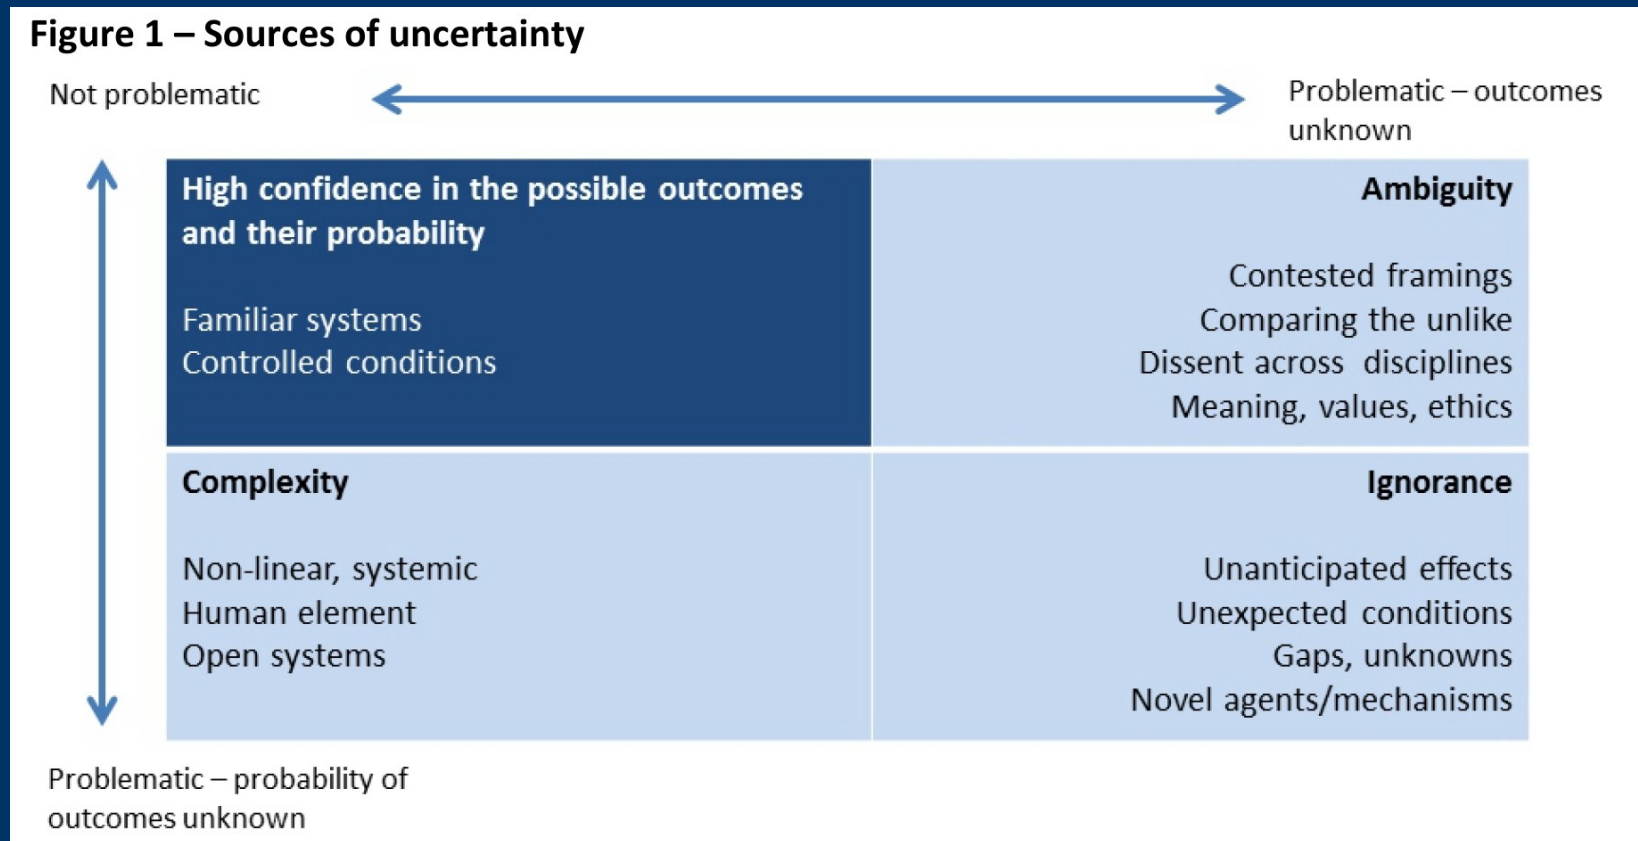 Figure 1 – Sources of uncertainty
Not problematic
Problematic – outcomes
unknown
High confidence in the possible outcomes
and their probability
Familiar systems
Controlled conditions
Ambiguity
Contested framings
Comparing the unlike
Dissent across disciplines
Meaning, values, ethics
Complexity
Non-linear, systemic
Human element
Open systems
Ignorance
Unanticipated effects
Unexpected conditions
Gaps, unknowns
Novel agents/mechanisms
Problematic – probability of
outcomes unknown